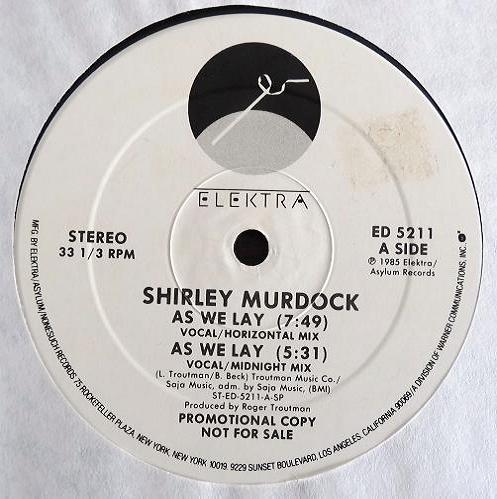 ELEKTRA
STEREO
33 1/3 RPM
ED 5211
A SIDE
℗ 1985 Elektra/
Asylum Records
SHIRLEY MURDOCK
AS WE LAY (7:49)
VOCAL/HORIZONTAL MIX
AS WE LAY (5:31)
VOCAL/MIDNIGHT MIX
(L. Troutman/B. Beck) Troutman Music Co./
Saja Music, adm. by Saja Music, (BMI)
ST-ED-5211-A-SP
Produced by Roger Troutman
PROMOTIONAL COPY
NOT FOR SALE
MFG. BY ELEKTRA/ASYLUM/NONESUCH RECORDS 75 ROCKEFELLER PLAZA, NEW YORK, NEW YORK 10019. 9229 SUNSET BOULEVARD, LOS ANGELES, CALIFORNIA 90069/A DIVISION OF WARNER COMMUNICATIONS, INC.